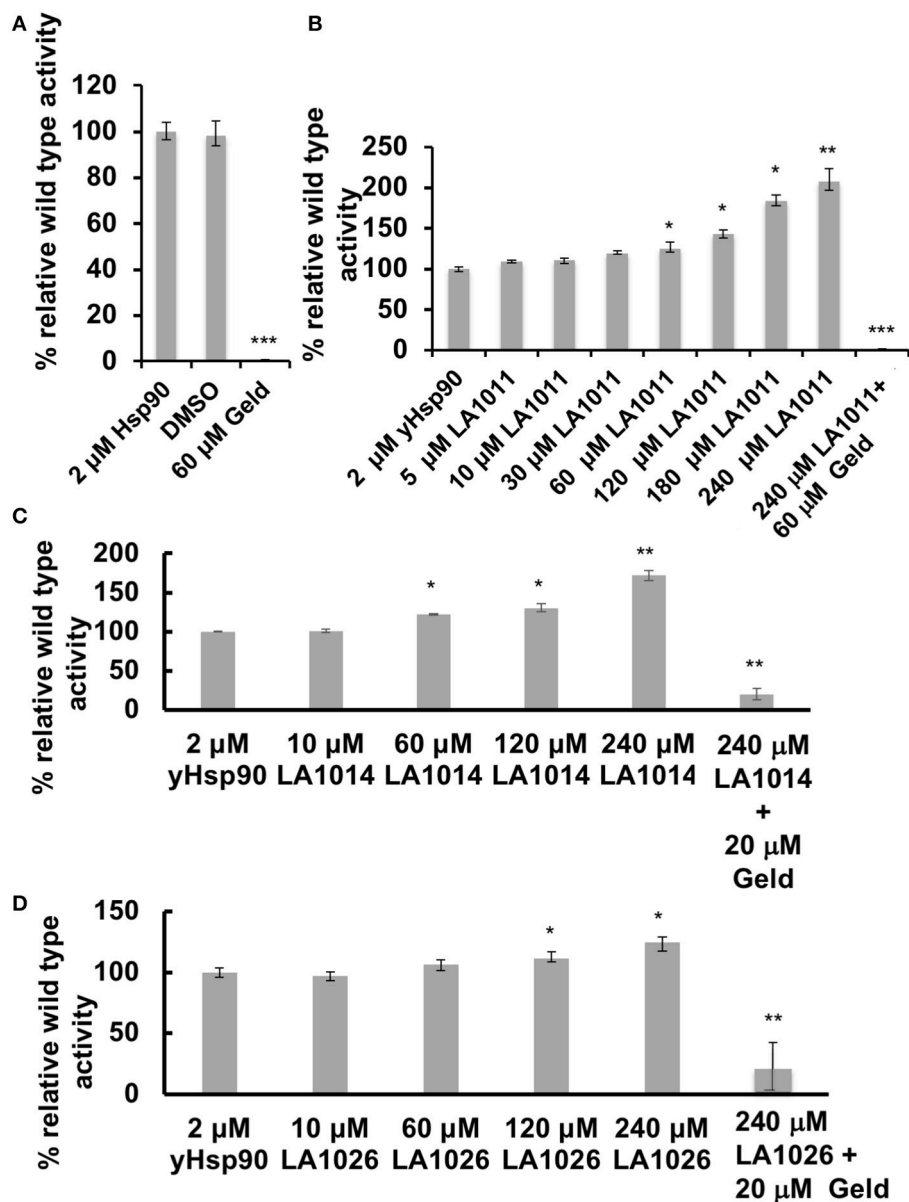 A
% relative wild type activity
120
100
80
60
40
20
0
***
2 µM Hsp90
DMSO
60 µM Geld
B
% relative wild type
activity
250
200
150
100
50
0
*
*
*
**
***
2 µM yHsp90
5 µM LA1011
10 µM LA1011
30 µM LA1011
60 µM LA1011
120 µM LA1011
180 µM LA1011
240 µM LA1011
240 µM LA1011+
60 µM Geld
C
% relative wild type
activity
200
150
100
50
0
*
*
**
**
2 µM
yHsp90
10 µM
LA1014
60 µM
LA1014
120 µM
LA1014
240 µM
LA1014
240 µM
LA1014
+
20 µM
Geld
D
% relative wild type
activity
150
100
50
0
*
*
**
2 µM
yHsp90
10 µM
LA1026
60 µM
LA1026
120 µM
LA1026
240 µM
LA1026
240 µM
LA1026 +
20 µM Geld